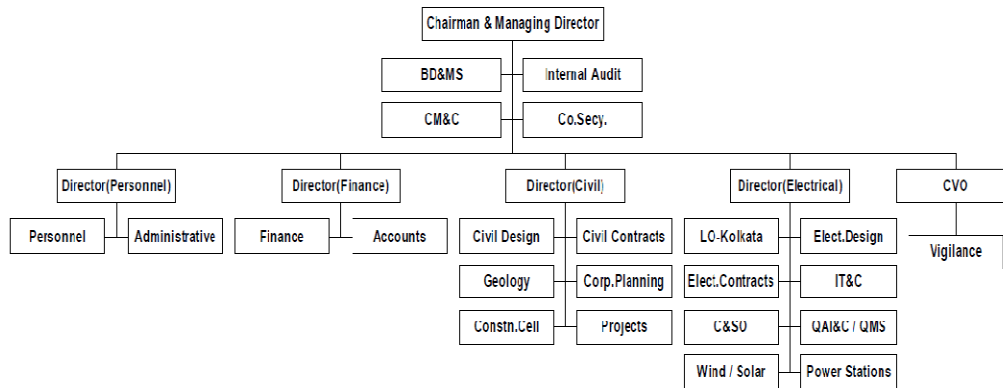 Chairman & Managing Director
BD&MS
Internal Audit
CM&C
Co.Secy.
Director(Personnel)
Director(Finance)
Director(Civil)
Director(Electrical)
CVO
Personnel
Administrative
Finance
Accounts
Civil Design
Civil Contracts
LO-Kolkata
Elect.Design
Vigilance
Geology
Corp.Planning
Elect.Contracts
IT&C
Constn.Cell
Projects
C&SO
QAI&C / QMS
Wind / Solar
Power Stations